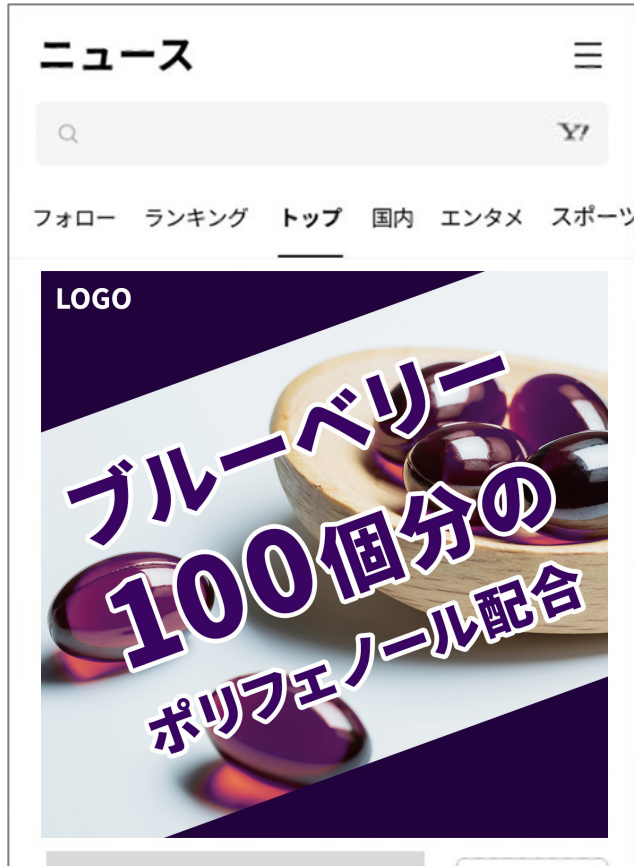 ニュース
Y!
フォロー ランキング トップ 国内 エンタメ スポーツ
LOGO
ブルーベリー
100個分の
ポリフェノール配合